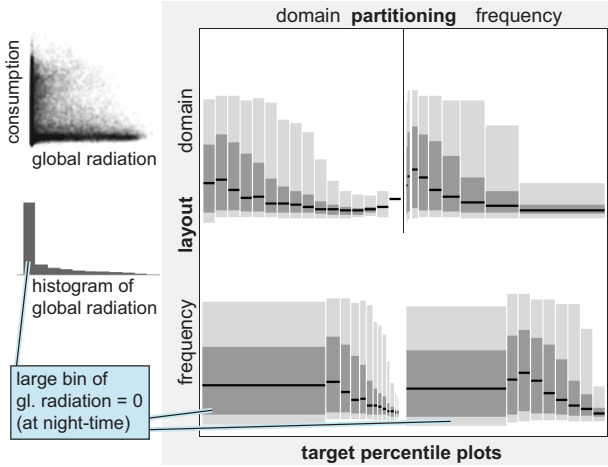 domain partitioning frequency
consumption
global radiation
domain
layout
frequency
histogram of
global radiation
large bin of
gl. radiation = 0
(at night-time)
target percentile plots